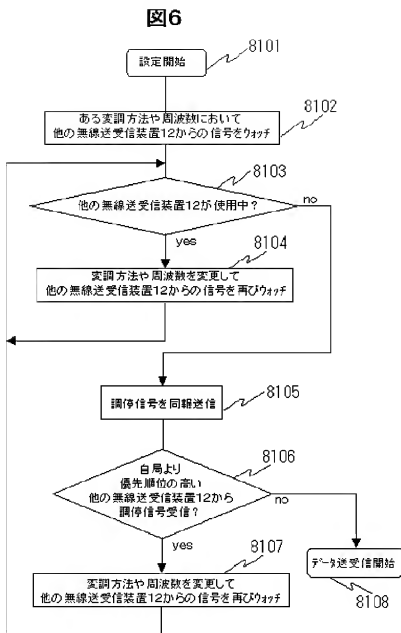 図6
8101
設定開始
8102
ある変調方法や周波数において
他の無線送受信装置12からの信号をウォッチ
8103
他の無線送受信装置12が使用中?
no
yes
8104
変調方法や周波数を変更して
他の無線送受信装置12からの信号を再びウォッチ
8105
調停信号を同報送信
8106
自局より
優先順位の高い
他の無線送受信装置12から
調停信号受信?
no
yes
8107
変調方法や周波数を変更して
他の無線送受信装置12からの信号を再びウォッチ
データ送受信開始
8108